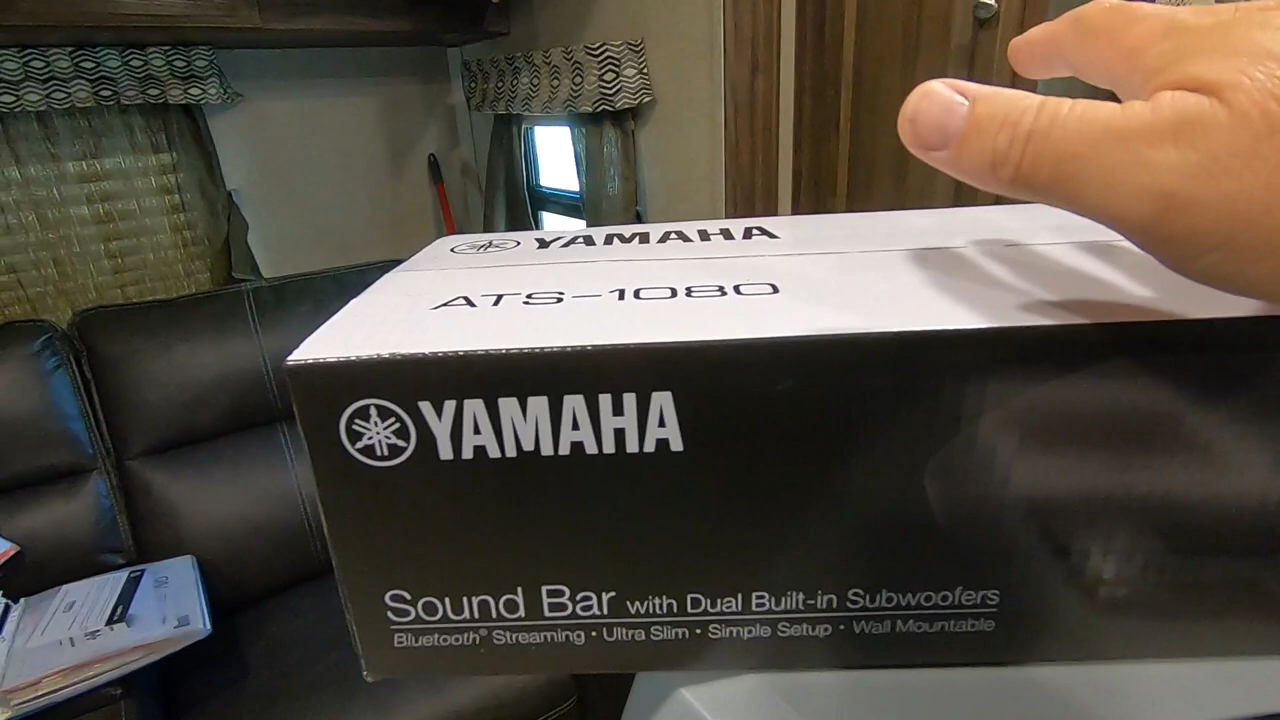 YAMAHA
ATS-1080
YAMAHA
Sound Bar with Dual Built-in Subwoofers
Bluetooth® Streaming • Ultra Slim • Simple Setup • Wall Mountable